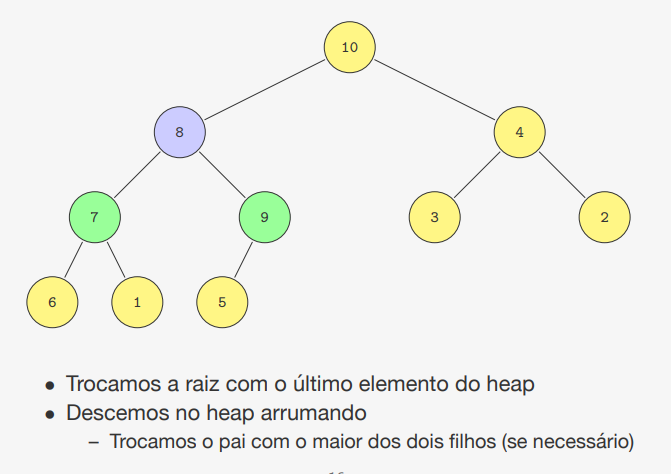 10
8 4
7 9 3 2
6 1 5
• Trocamos a raiz com o último elemento do heap
• Descemos no heap arrumando
– Trocamos o pai com o maior dos dois filhos (se necessário)